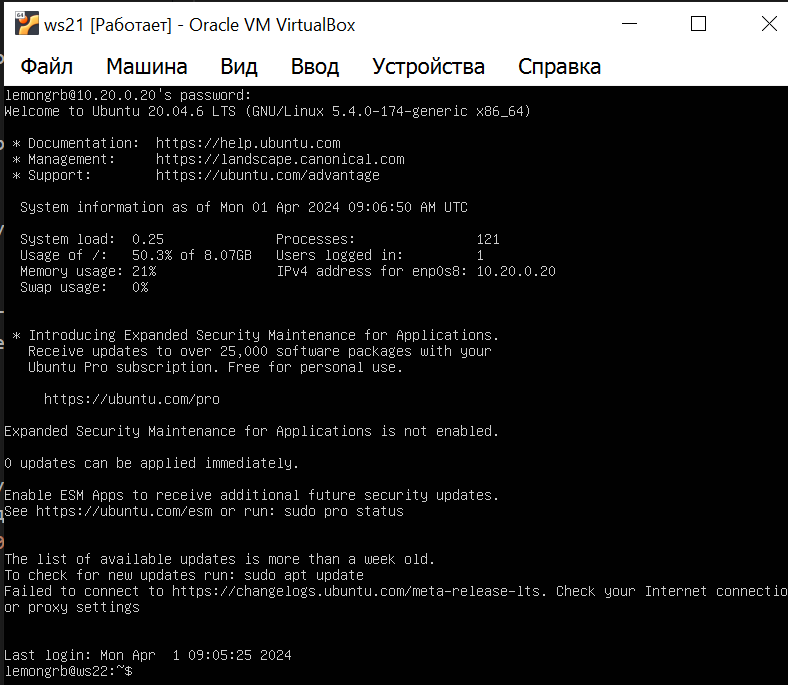 ws21 [Работает] - Oracle VM VirtualBox
Файл Машина Вид Ввод Устройства Справка
lemongrb@10.20.0.20's password:
Welcome to Ubuntu 20.04.6 LTS (GNU/Linux 5.4.0-174-generic x86_64)
* Documentation: https://help.ubuntu.com
* Management: https://landscape.canonical.com
* Support: https://ubuntu.com/advantage
System information as of Mon 01 Apr 2024 09:06:50 AM UTC
System load: 0.25 Processes: 121
Usage of /: 50.3% of 8.07GB Users logged in: 1
Memory usage: 21% IPv4 address for enp0s8: 10.20.0.20
Swap usage: 0%
* Introducing Expanded Security Maintenance for Applications.
Receive updates to over 25,000 software packages with your
Ubuntu Pro subscription. Free for personal use.
https://ubuntu.com/pro
Expanded Security Maintenance for Applications is not enabled.
0 updates can be applied immediately.
Enable ESM Apps to receive additional future security updates.
See https://ubuntu.com/esm or run: sudo pro status
The list of available updates is more than a week old.
To check for new updates run: sudo apt update
Failed to connect to https://changelogs.ubuntu.com/meta-release-lts. Check your Internet connectio
or proxy settings
Last login: Mon Apr 1 09:05:25 2024
lemongrb@ws22:~$